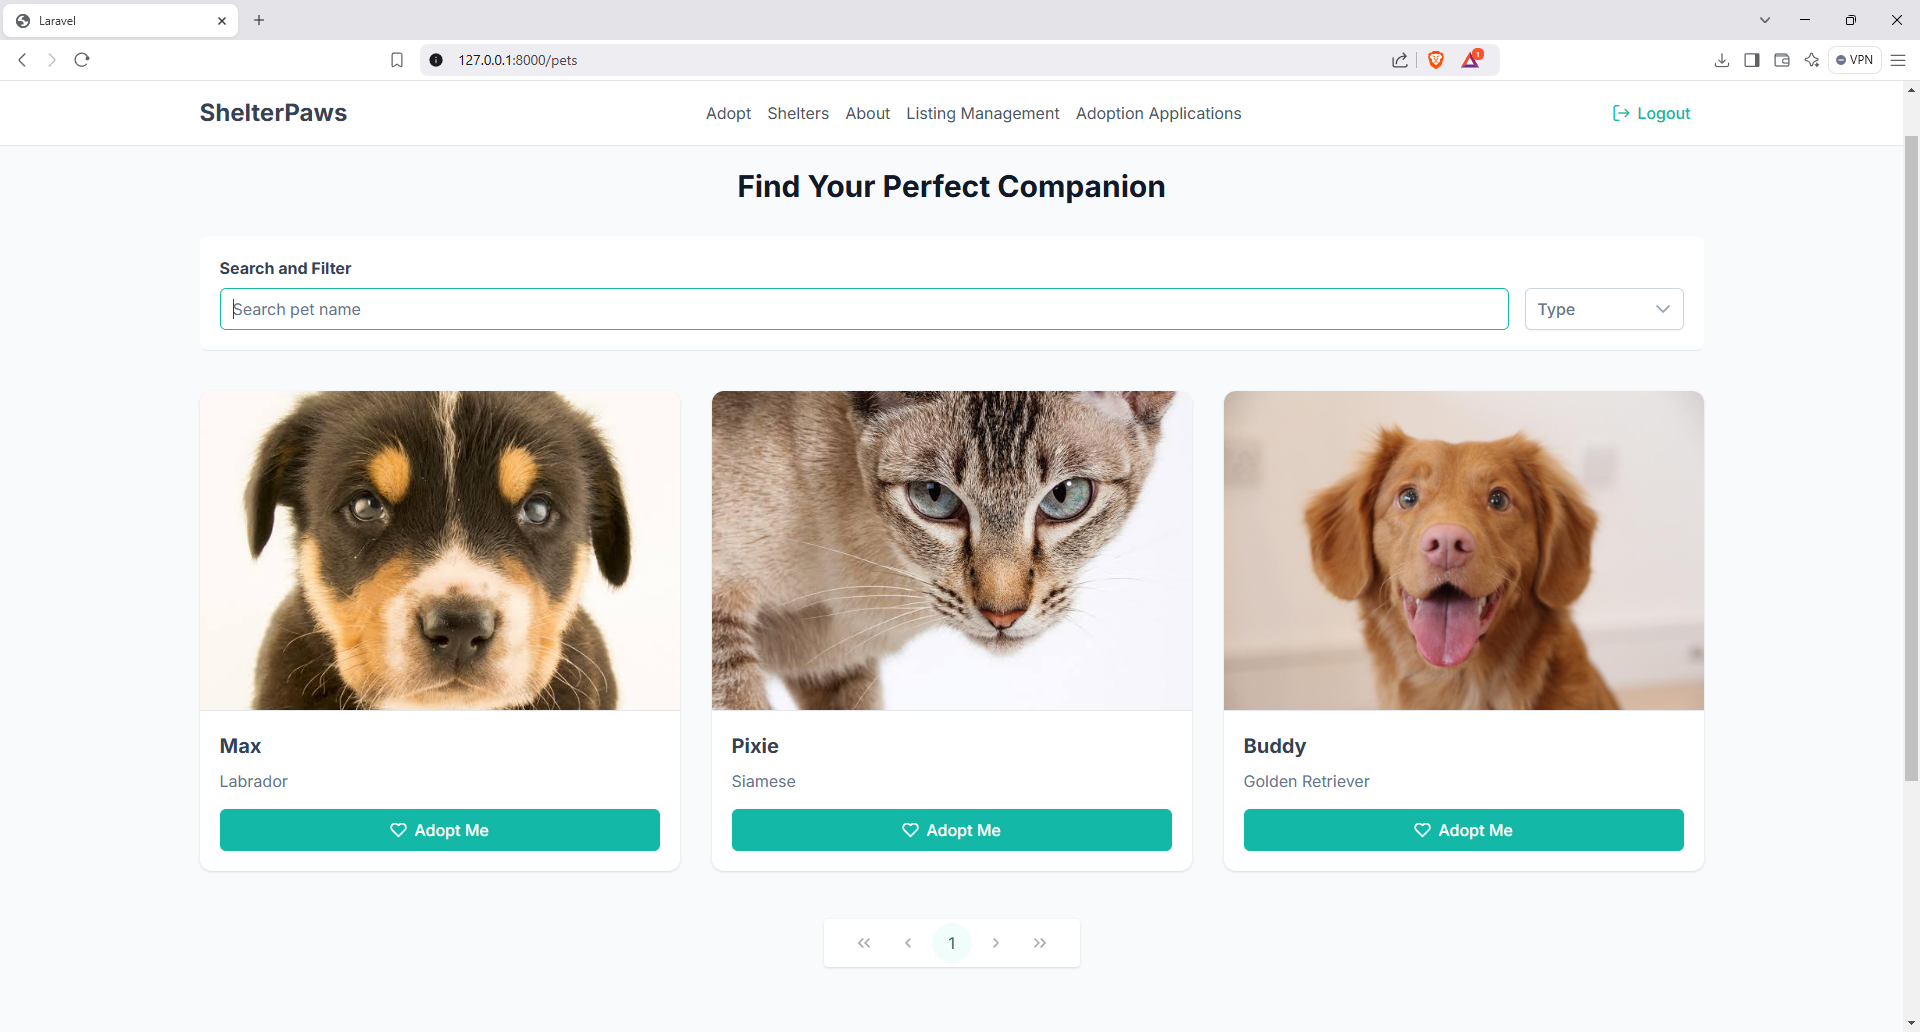 Laravel
127.0.0.1:8000/pets
1
VPN
ShelterPaws
Adopt Shelters About Listing Management Adoption Applications
Logout
Find Your Perfect Companion
Search and Filter
Search pet name
Type
Max
Labrador
Adopt Me
Pixie
Siamese
Adopt Me
Buddy
Golden Retriever
Adopt Me
1